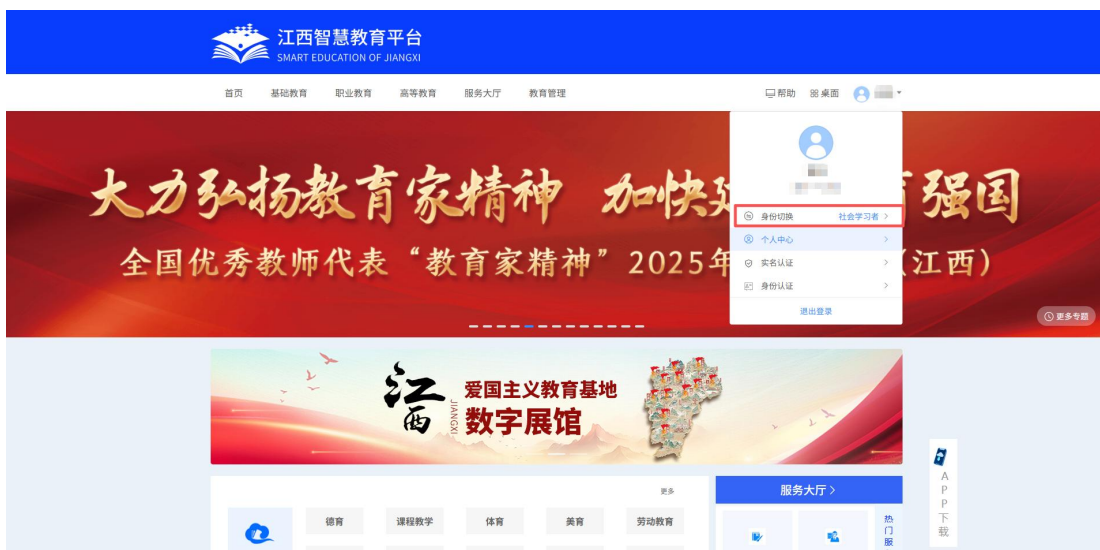 江西智慧教育平台
SMART EDUCATION OF JIANGXI
首页 基础教育 职业教育 高等教育 服务大厅 教育管理 帮助 桌面
大力弘扬教育家精神 加快 育强国
全国优秀教师代表“教育家精神”2025年 (江西)
身份切换 社会学习者 >
个人中心 >
实名认证 >
身份认证 >
退出登录
更多专题
江西
JIANGXI
爱国主义教育基地
数字展馆
更多
服务大厅 >
德育 课程教学 体育 美育 劳动教育
热门服
APP下载